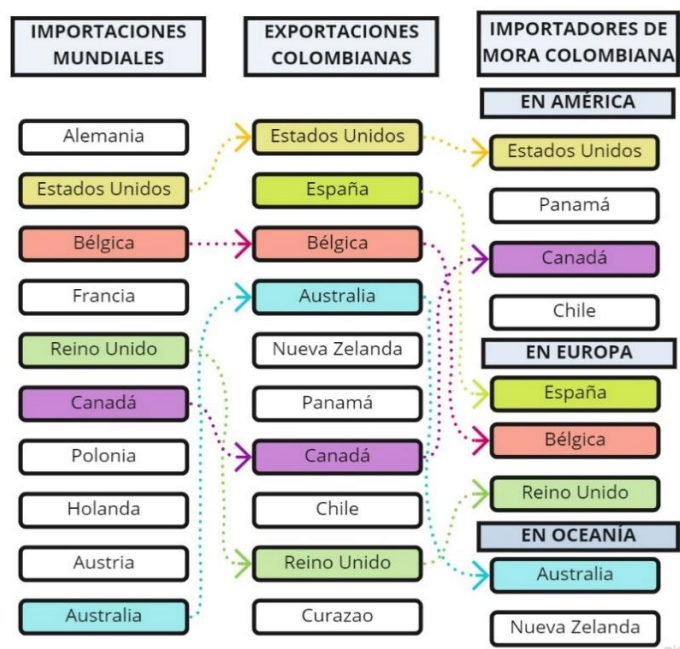 IMPORTACIONES
MUNDIALES
Alemania
Estados Unidos
Bélgica
Francia
Reino Unido
Canadá
Polonia
Holanda
Austria
Australia
EXPORTACIONES
COLOMBIANAS
Estados Unidos
España
Bélgica
Australia
Nueva Zelanda
Panamá
Canadá
Chile
Reino Unido
Curazao
IMPORTADORES DE
MORA COLOMBIANA
EN AMÉRICA
Estados Unidos
Panamá
Canadá
Chile
EN EUROPA
España
Bélgica
Reino Unido
EN OCEANÍA
Australia
Nueva Zelanda